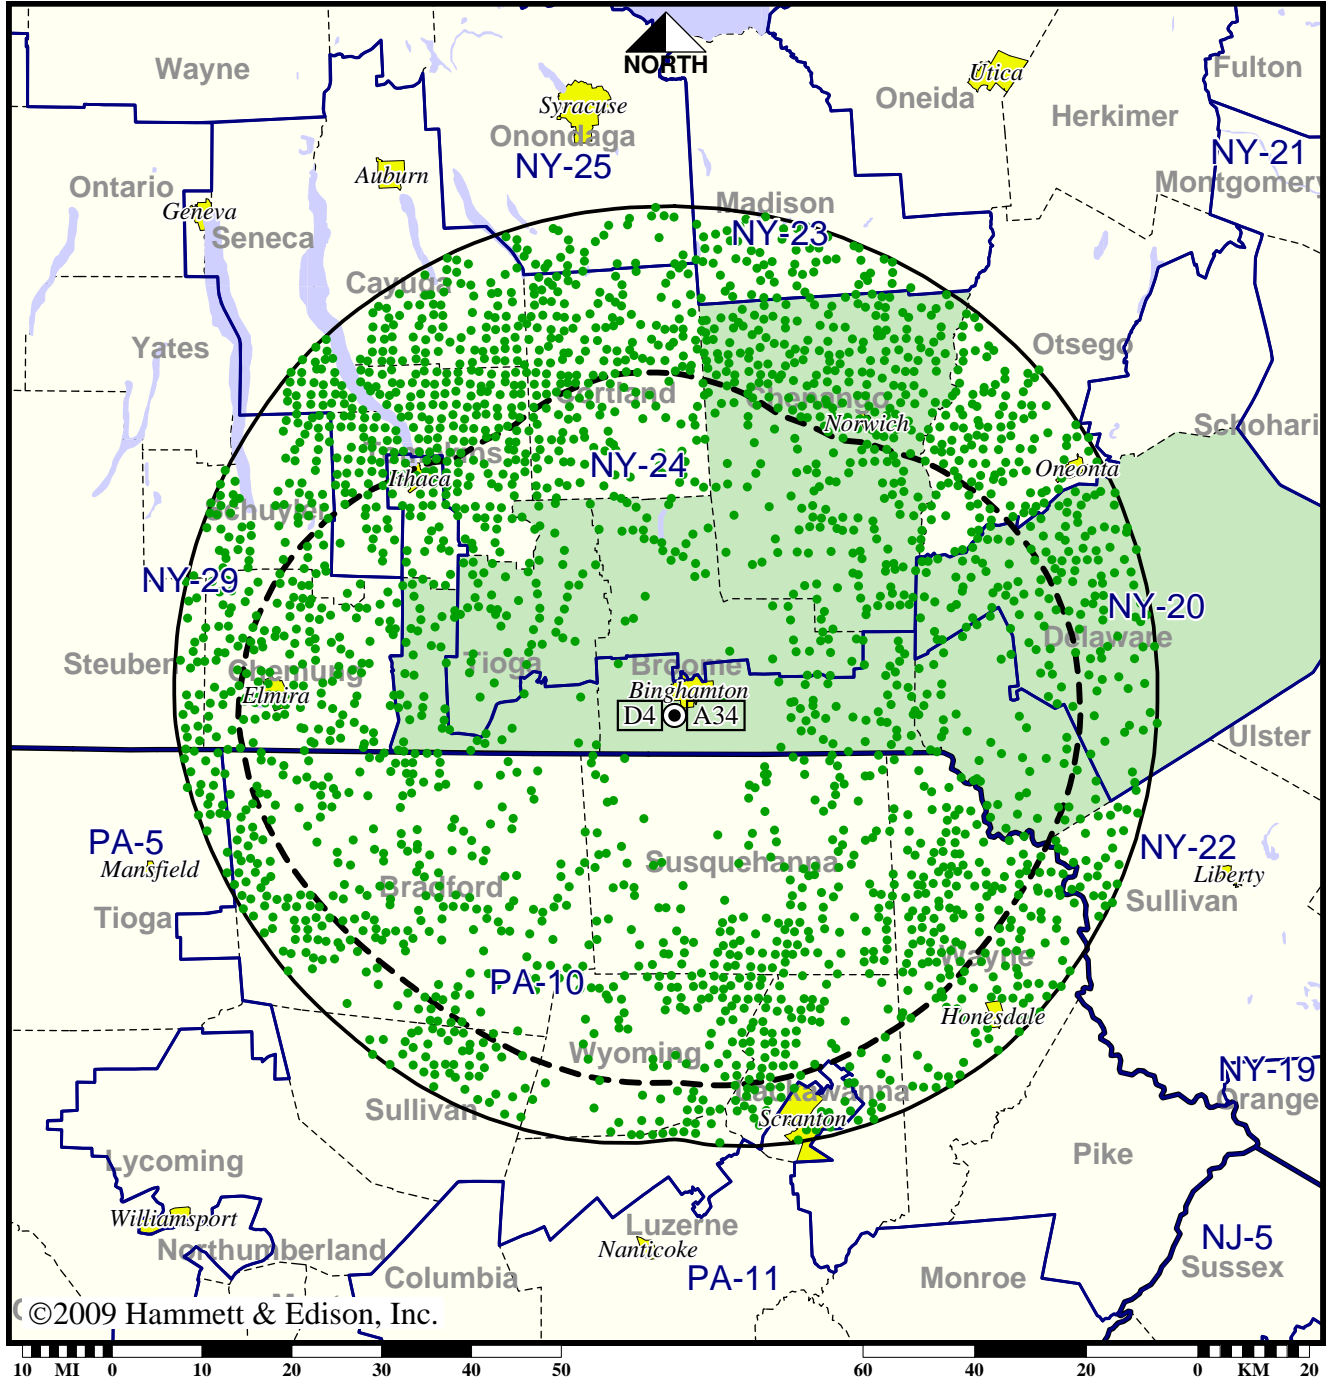 NORTH
Wayne
Utica
Fulton
Oneida
Syracuse
Herkimer
Onondaga
NY-25
NY-21
Auburn
Ontario
Montgomery
Madison
Geneva
NY-23
Seneca
Cayuga
Yates
Otsego
Cortland
Chenango
Norwich
Schohari
Tompkins
NY-24
Oneonta
Ithaca
Schuyler
NY-29
NY-20
Delaware
Steuben
Chemung
Tioga
Broome
Elmira
Binghamton
D4
A34
Ulster
PA-5
NY-22
Mansfield
Susquehanna
Liberty
Bradford
Sullivan
Tioga
Wayne
PA-10
Honesdale
Wyoming
NY-19
Lackawanna
Orange
Sullivan
Scranton
Lycoming
Pike
Williamsport
Luzerne
NJ-5
Northumberland
Nanticoke
Sussex
Columbia
PA-11
Monroe
©2009 Hammett & Edison, Inc.
10 MI 0 10 20 30 40 50 60 40 20 0 KM 20